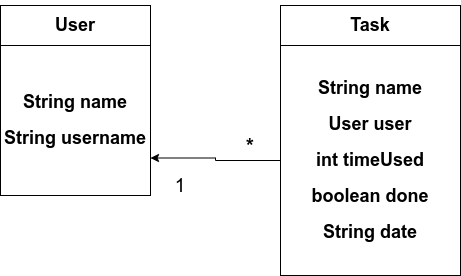 User
String name
String username
1
*
Task
String name
User user
int timeUsed
boolean done
String date